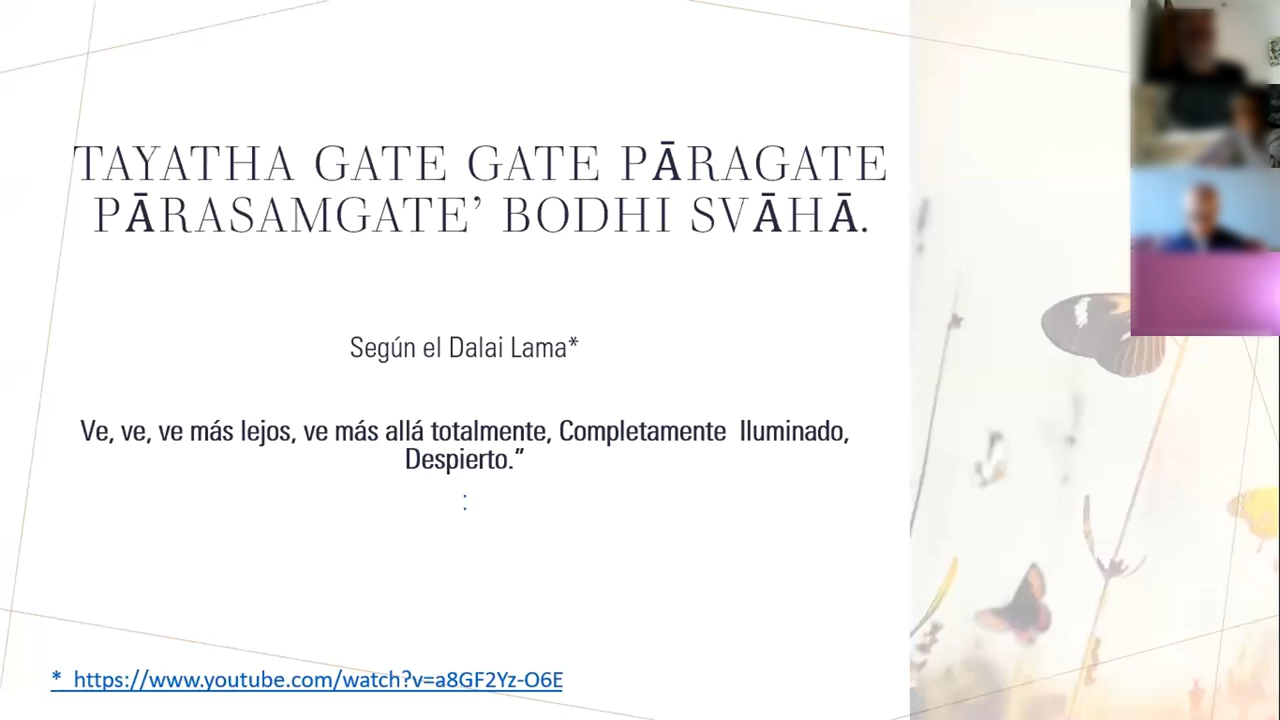 TAYATHA GATE GATE PĀRAGATE
PĀRASAMGATE’ BODHI SVĀHĀ.
Según el Dalai Lama*
Ve, ve, ve más lejos, ve más allá totalmente, Completamente Iluminado,
Despierto.”
:
* https://www.youtube.com/watch?v=a8GF2Yz-O6E